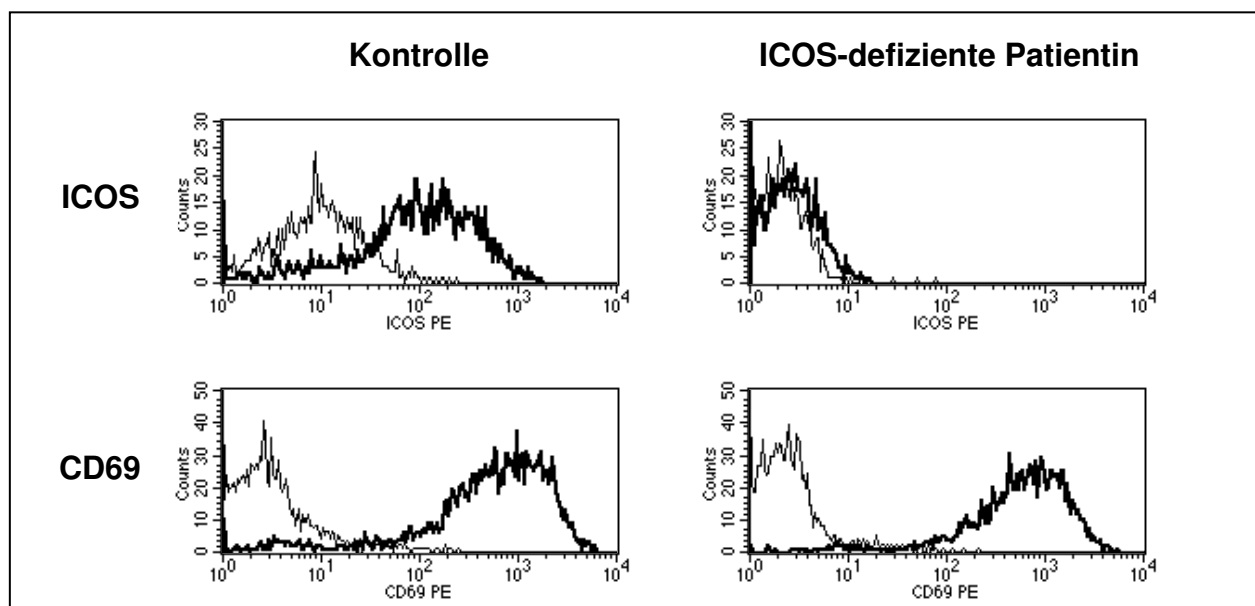 Kontrolle
ICOS-defiziente Patientin
ICOS
Counts
0 5 10 15 20 25 30
10^0 10^1 10^2 10^3 10^4
ICOS PE
Counts
0 5 10 15 20 25 30
10^0 10^1 10^2 10^3 10^4
ICOS PE
CD69
Counts
0 10 20 30 40 50
10^0 10^1 10^2 10^3 10^4
CD69 PE
Counts
0 10 20 30 40 50
10^0 10^1 10^2 10^3 10^4
CD69 PE